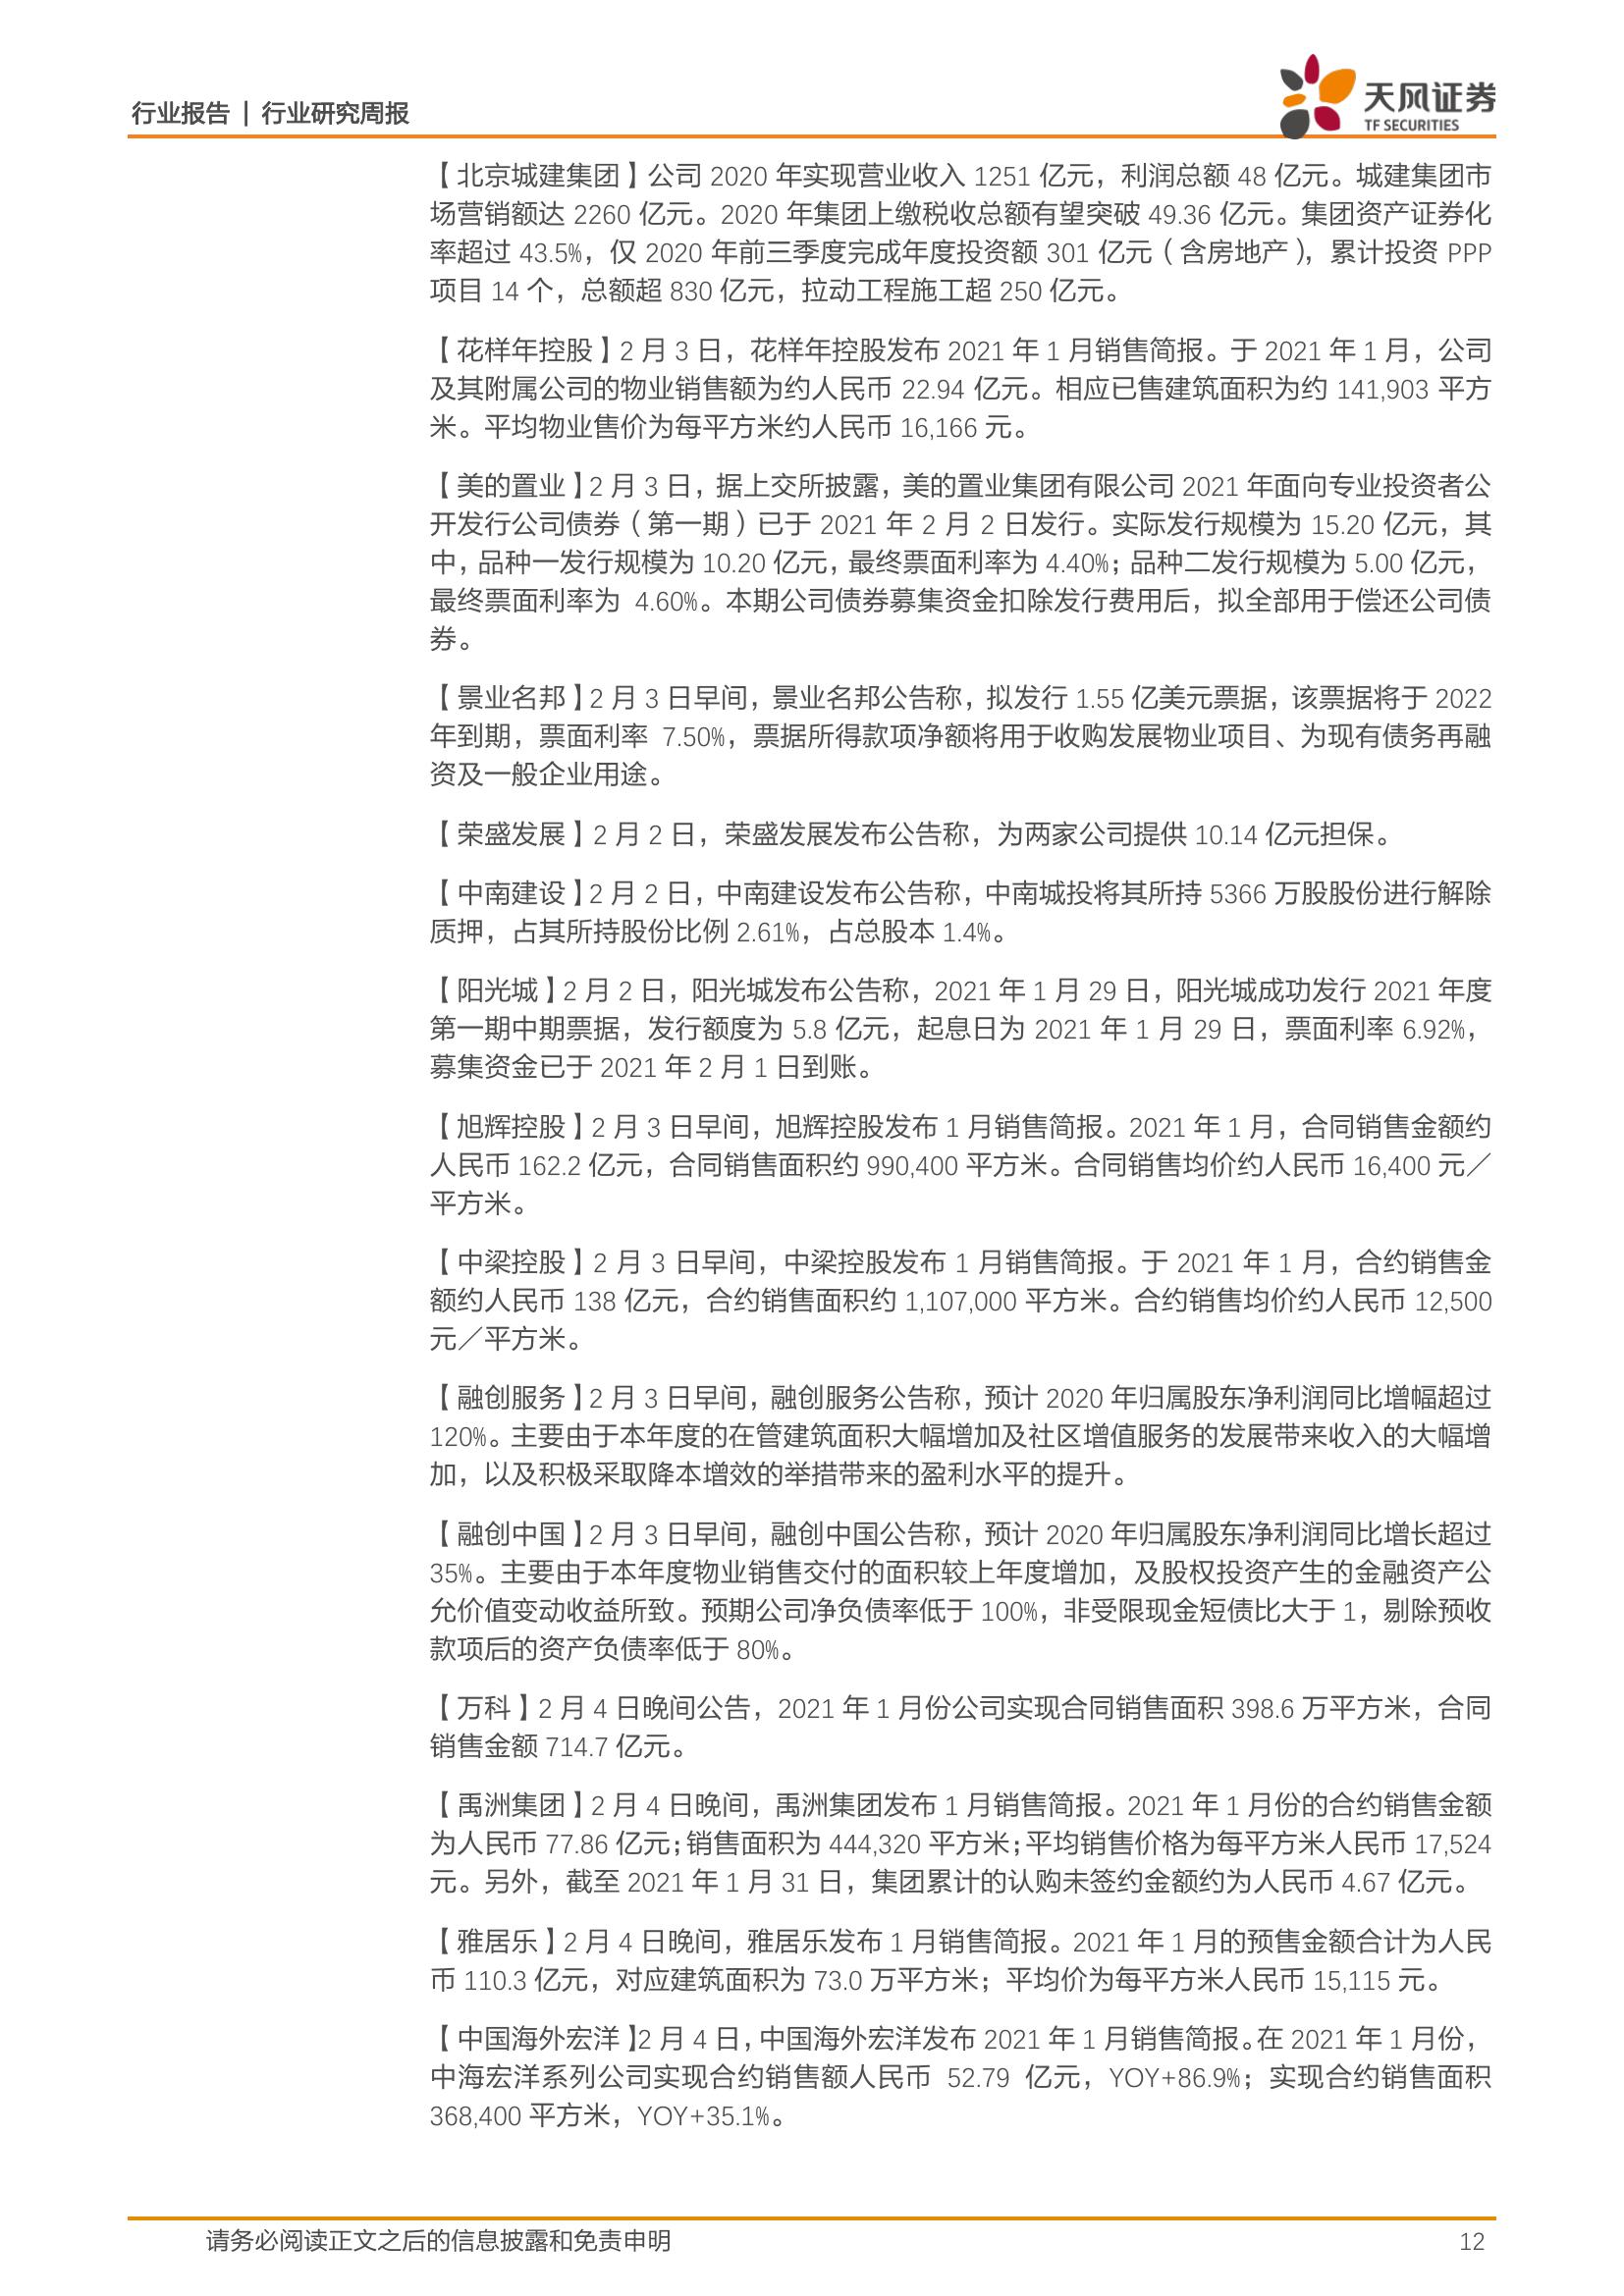 行业报告 | 行业研究周报
天风证券
TF SECURITIES
【北京城建集团】公司 2020 年实现营业收入 1251 亿元，利润总额 48 亿元。城建集团市
场营销额达 2260 亿元。2020 年集团上缴税收总额有望突破 49.36 亿元。集团资产证券化
率超过 43.5%，仅 2020 年前三季度完成年度投资额 301 亿元（含房地产），累计投资 PPP
项目 14 个，总额超 830 亿元，拉动工程施工超 250 亿元。
【花样年控股】2 月 3 日，花样年控股发布 2021 年 1 月销售简报。于 2021 年 1 月，公司
及其附属公司的物业销售额为约人民币 22.94 亿元。相应已售建筑面积为约 141,903 平方
米。平均物业售价为每平方米约人民币 16,166 元。
【美的置业】2 月 3 日，据上交所披露，美的置业集团有限公司 2021 年面向专业投资者公
开发行公司债券（第一期）已于 2021 年 2 月 2 日发行。实际发行规模为 15.20 亿元，其
中，品种一发行规模为 10.20 亿元，最终票面利率为 4.40%；品种二发行规模为 5.00 亿元，
最终票面利率为 4.60%。本期公司债券募集资金扣除发行费用后，拟全部用于偿还公司债
券。
【景业名邦】2 月 3 日早间，景业名邦公告称，拟发行 1.55 亿美元票据，该票据将于 2022
年到期，票面利率 7.50%，票据所得款项净额将用于收购发展物业项目、为现有债务再融
资及一般企业用途。
【荣盛发展】2 月 2 日，荣盛发展发布公告称，为两家公司提供 10.14 亿元担保。
【中南建设】2 月 2 日，中南建设发布公告称，中南城投将其所持 5366 万股股份进行解除
质押，占其所持股份比例 2.61%，占总股本 1.4%。
【阳光城】2 月 2 日，阳光城发布公告称，2021 年 1 月 29 日，阳光城成功发行 2021 年度
第一期中期票据，发行额度为 5.8 亿元，起息日为 2021 年 1 月 29 日，票面利率 6.92%，
募集资金已于 2021 年 2 月 1 日到账。
【旭辉控股】2 月 3 日早间，旭辉控股发布 1 月销售简报。2021 年 1 月，合同销售金额约
人民币 162.2 亿元，合同销售面积约 990,400 平方米。合同销售均价约人民币 16,400 元／
平方米。
【中梁控股】2 月 3 日早间，中梁控股发布 1 月销售简报。于 2021 年 1 月，合约销售金
额约人民币 138 亿元，合约销售面积约 1,107,000 平方米。合约销售均价约人民币 12,500
元／平方米。
【融创服务】2 月 3 日早间，融创服务公告称，预计 2020 年归属股东净利润同比增幅超过
120%。主要由于本年度的在管建筑面积大幅增加及社区增值服务的发展带来收入的大幅增
加，以及积极采取降本增效的举措带来的盈利水平的提升。
【融创中国】2 月 3 日早间，融创中国公告称，预计 2020 年归属股东净利润同比增长超过
35%。主要由于本年度物业销售交付的面积较上年度增加，及股权投资产生的金融资产公
允价值变动收益所致。预期公司净负债率低于 100%，非受限现金短债比大于 1，剔除预收
款项后的资产负债率低于 80%。
【万科】2 月 4 日晚间公告，2021 年 1 月份公司实现合同销售面积 398.6 万平方米，合同
销售金额 714.7 亿元。
【禹洲集团】2 月 4 日晚间，禹洲集团发布 1 月销售简报。2021 年 1 月份的合约销售金额
为人民币 77.86 亿元；销售面积为 444,320 平方米；平均销售价格为每平方米人民币 17,524
元。另外，截至 2021 年 1 月 31 日，集团累计的认购未签约金额约为人民币 4.67 亿元。
【雅居乐】2 月 4 日晚间，雅居乐发布 1 月销售简报。2021 年 1 月的预售金额合计为人民
币 110.3 亿元，对应建筑面积为 73.0 万平方米；平均价为每平方米人民币 15,115 元。
【中国海外宏洋】2 月 4 日，中国海外宏洋发布 2021 年 1 月销售简报。在 2021 年 1 月份，
中海宏洋系列公司实现合约销售额人民币 52.79 亿元，YOY+86.9%；实现合约销售面积
368,400 平方米，YOY+35.1%。
请务必阅读正文之后的信息披露和免责申明
12